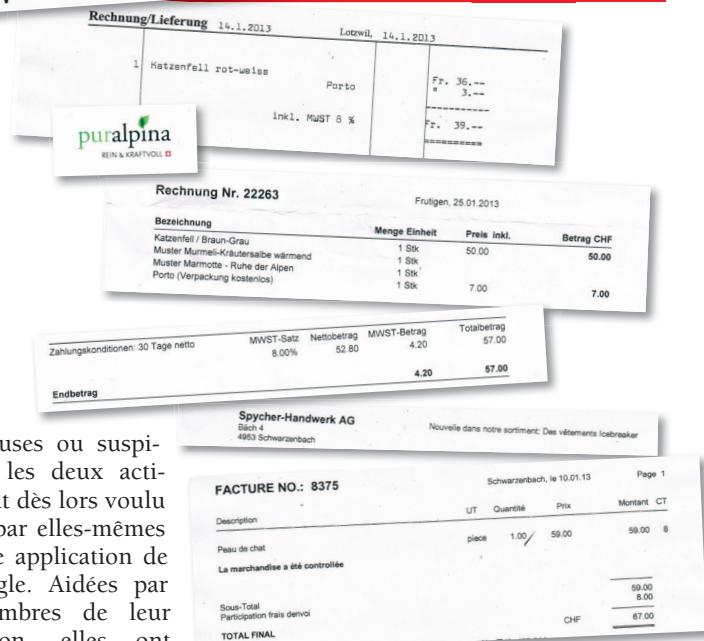 Rechnung/Lieferung 14.1.2013 Lotzwil, 14.1.2013
1 Katzenfell rot-weiss Fr. 36.--
Porto " 3.--
-----------
inkl. MWST 8 % Fr. 39.--
===========
puralpina
REIN & KRAFTVOLL
Rechnung Nr. 22263 Frutigen, 25.01.2013
Bezeichnung Menge Einheit Preis inkl. Betrag CHF
Katzenfell / Braun-Grau 1 Stk 50.00 50.00
Muster Murmeli-Kräutersalbe wärmend 1 Stk
Muster Marmotte - Ruhe der Alpen 1 Stk
Porto (Verpackung kostenlos) 1 Stk 7.00 7.00
Zahlungskonditionen: 30 Tage netto MWST-Satz Nettobetrag MWST-Betrag Totalbetrag
8.00% 52.80 4.20 57.00
Endbetrag 4.20 57.00
Spycher-Handwerk AG
Bäch 4 Nouvelle dans notre sortiment: Des vêtements Icebreaker
4953 Schwarzenbach
FACTURE NO.: 8375 Schwarzenbach, le 10.01.13 Page 1
Description UT Quantité Prix Montant CT
Peau de chat piece 1.00 59.00 59.00 8
La marchandise a été controllée
Sous-Total 59.00
Participation frais denvoi 8.00
TOTAL FINAL CHF 67.00
uses ou suspi-
les deux acti-
t dès lors voulu
par elles-mêmes
e application de
gle. Aidées par
mbres de leur
on, elles ont